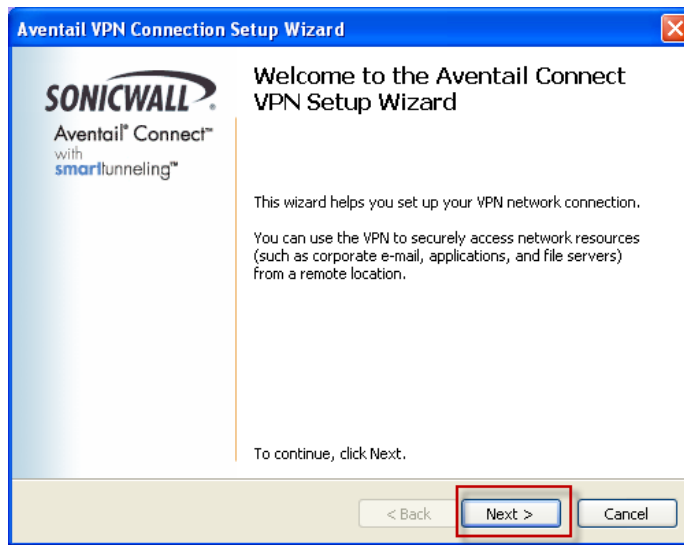 Aventail VPN Connection Setup Wizard
SONICWALL
Aventail® Connect™
with
smarttunneling™
Welcome to the Aventail Connect
VPN Setup Wizard
This wizard helps you set up your VPN network connection.
You can use the VPN to securely access network resources
(such as corporate e-mail, applications, and file servers)
from a remote location.
To continue, click Next.
< Back
Next >
Cancel